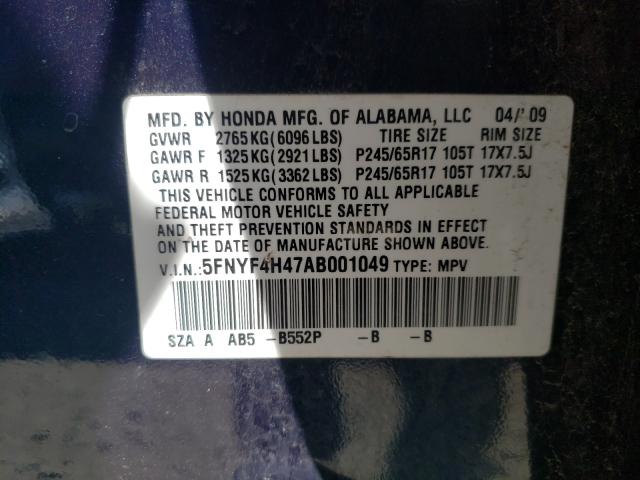 MFD. BY HONDA MFG. OF ALABAMA, LLC 04/'09
GVWR 2765KG(6096LBS) TIRE SIZE RIM SIZE
GAWR F 1325KG(2921LBS) P245/65R17 105T 17X7.5J
GAWR R 1525KG(3362LBS) P245/65R17 105T 17X7.5J
THIS VEHICLE CONFORMS TO ALL APPLICABLE
FEDERAL MOTOR VEHICLE SAFETY
AND THEFT PREVENTION STANDARDS IN EFFECT
ON THE DATE OF MANUFACTURE SHOWN ABOVE.
V.I.N.:5FNYF4H47AB001049 TYPE: MPV
SZA A AB5 -B552P -B -B